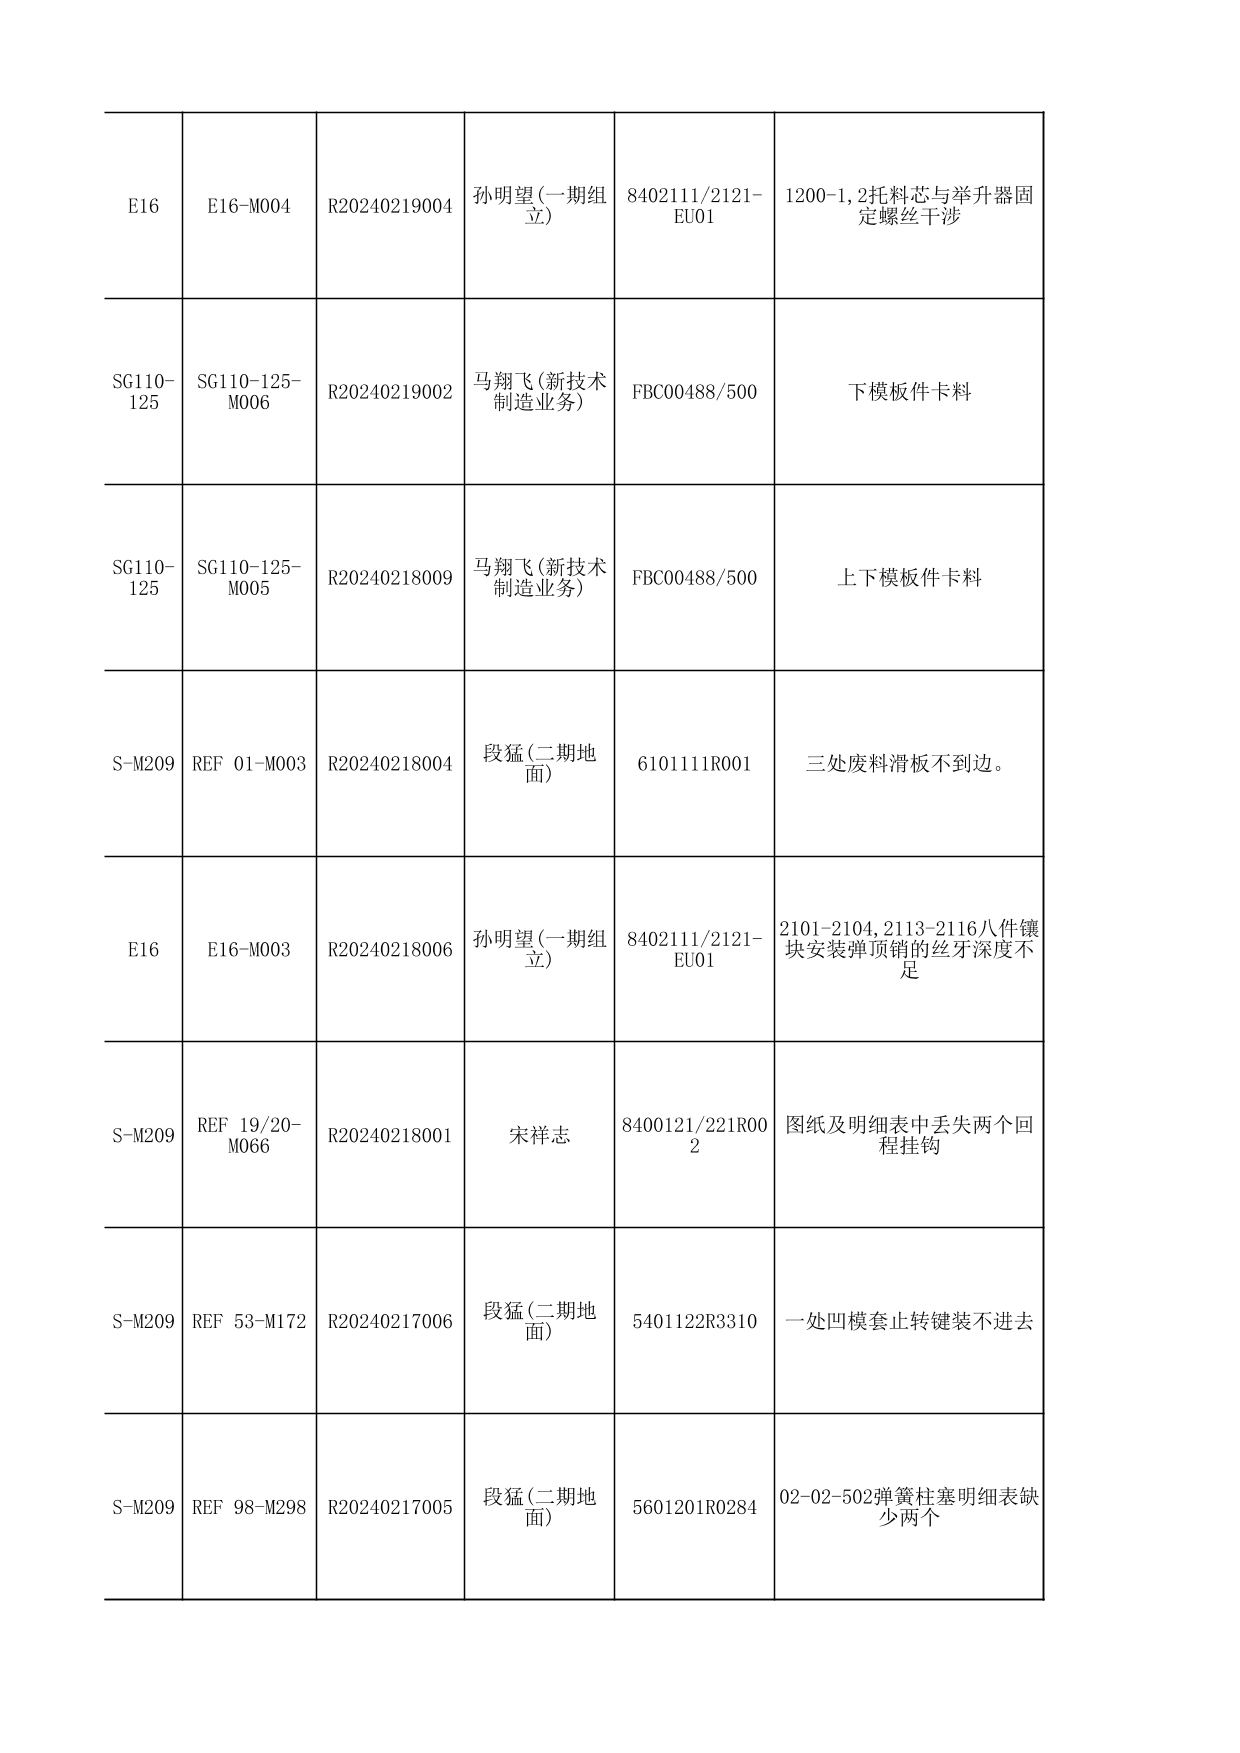 E16
E16-M004
R20240219004
孙明望(一期组
立)
8402111/2121-
EU01
1200-1,2托料芯与举升器固
定螺丝干涉
SG110-
125
SG110-125-
M006
R20240219002
马翔飞(新技术
制造业务)
FBC00488/500
下模板件卡料
SG110-
125
SG110-125-
M005
R20240218009
马翔飞(新技术
制造业务)
FBC00488/500
上下模板件卡料
S-M209
REF 01-M003
R20240218004
段猛(二期地
面)
6101111R001
三处废料滑板不到边。
E16
E16-M003
R20240218006
孙明望(一期组
立)
8402111/2121-
EU01
2101-2104,2113-2116八件镶
块安装弹顶销的丝牙深度不
足
S-M209
REF 19/20-
M066
R20240218001
宋祥志
8400121/221R00
2
图纸及明细表中丢失两个回
程挂钩
S-M209
REF 53-M172
R20240217006
段猛(二期地
面)
5401122R3310
一处凹模套止转键装不进去
S-M209
REF 98-M298
R20240217005
段猛(二期地
面)
5601201R0284
02-02-502弹簧柱塞明细表缺
少两个